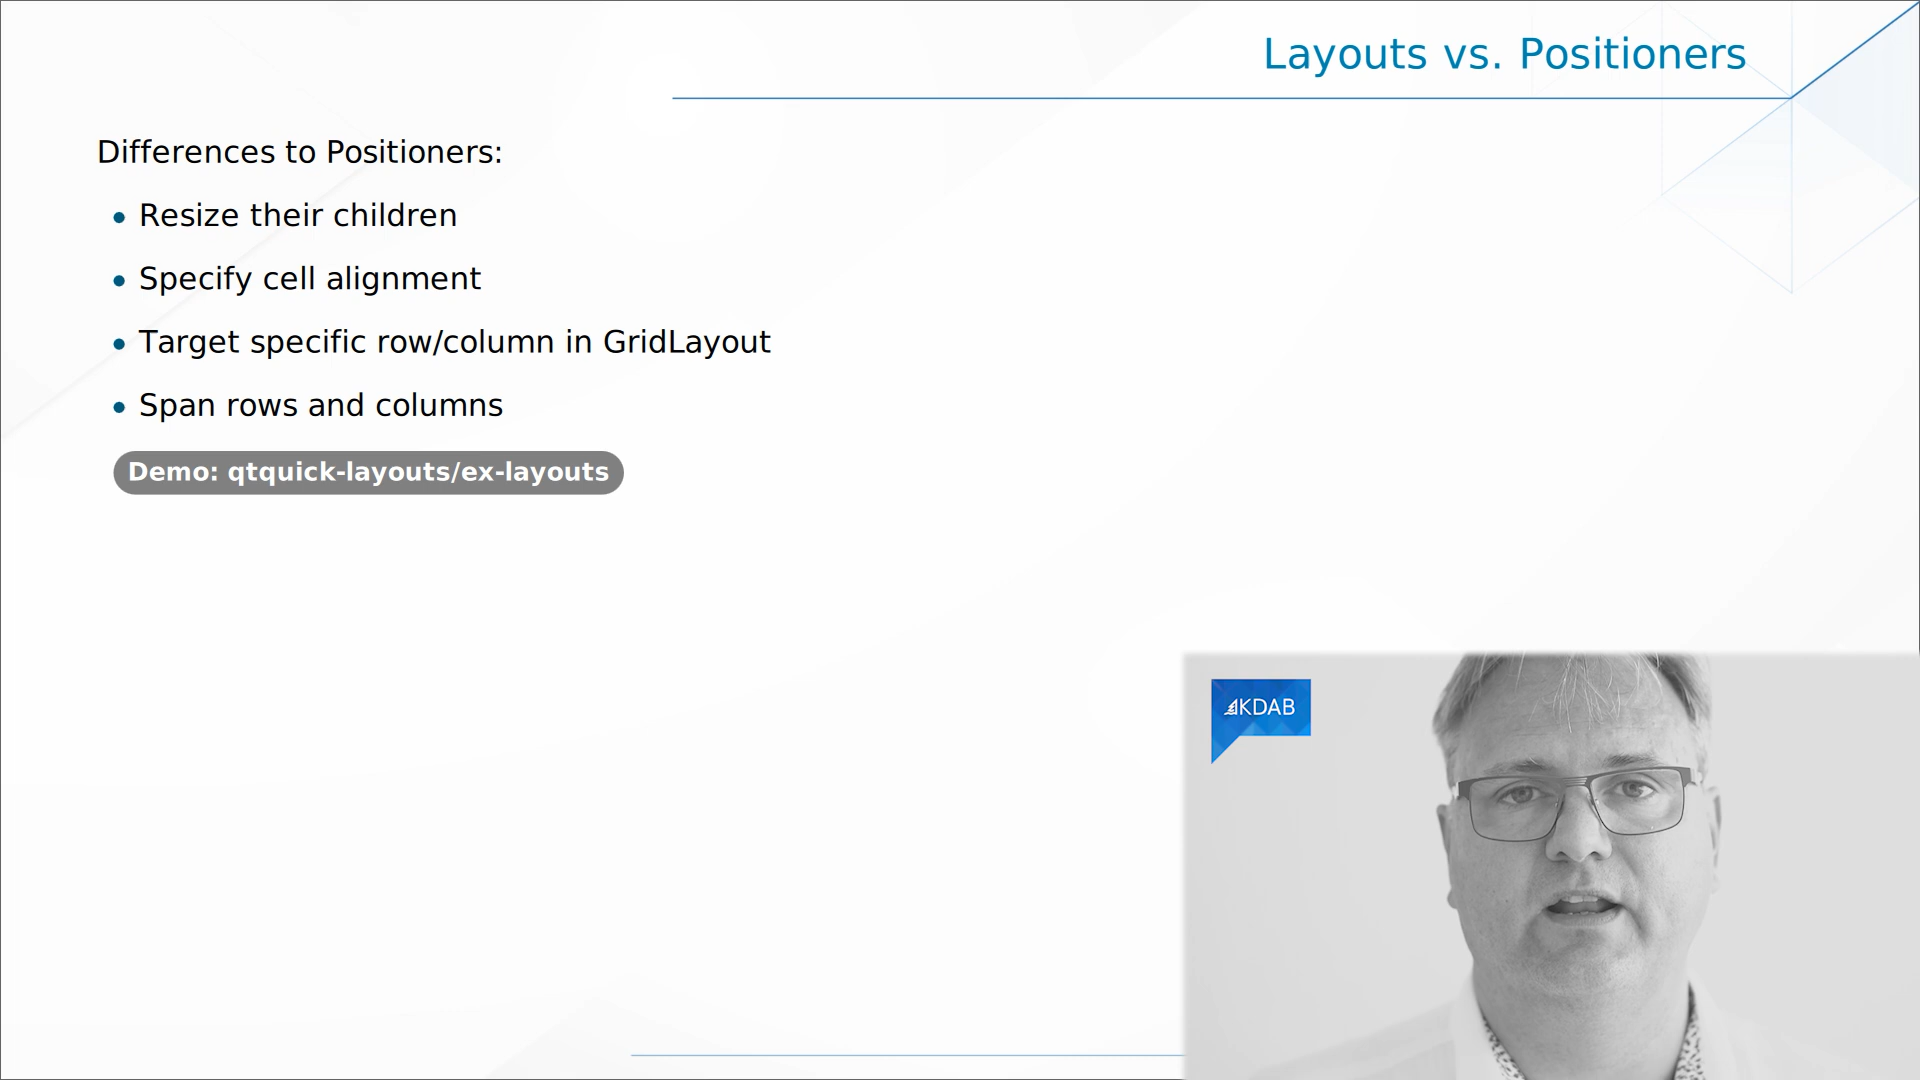 Layouts vs. Positioners
Differences to Positioners:
Resize their children
Specify cell alignment
Target specific row/column in GridLayout
Span rows and columns
Demo: qtquick-layouts/ex-layouts
KDAB